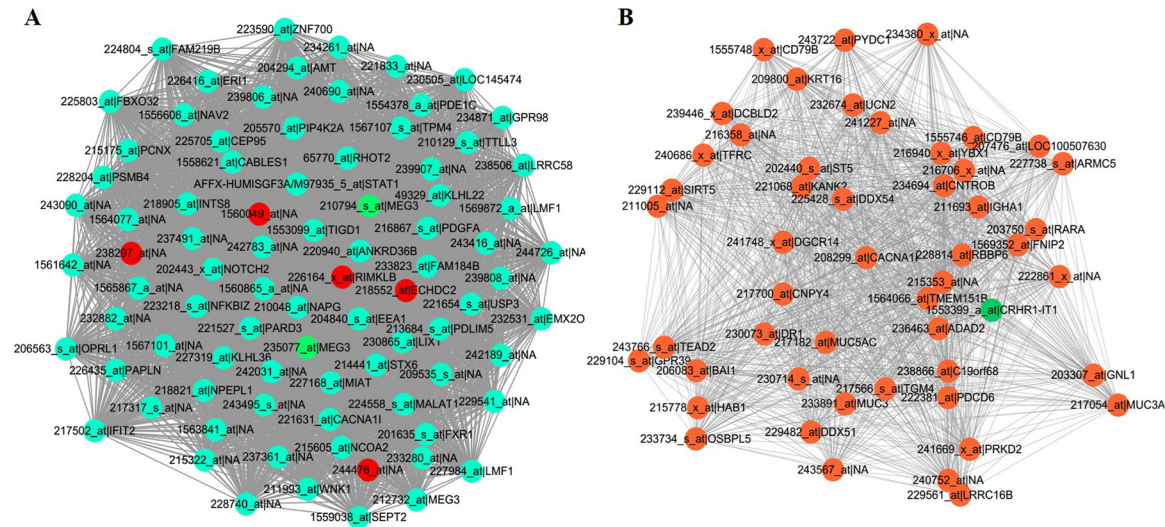 A
223590_at|ZNF700
224804_s_at|FAM219B
234261_at|NA
204294_at|AMT
221833_at|NA
226416_at|ERI1
230505_at|LOC145474
239806_at|NA
240690_at|NA
225803_at|FBXO32
1554378_a_at|PDE1C
1556606_at|NAV2
234871_at|GPR98
205570_at|PIP4K2A
1567107_s_at|TPM4
225705_at|CEP95
210129_s_at|TTLL3
215175_at|PCNX
1558621_at|CABLES1
65770_at|RHOT2
239907_at|NA
238506_at|LRRC58
228204_at|PSMB4
AFFX-HUMISGF3A/M97935_5_at|STAT1
49329_at|KLHL22
243090_at|NA
218905_at|INTS8
210794_s_at|MEG3
1569872_a_at|LMF1
1564077_at|NA
1560049_at|NA
1553099_at|TIGD1
216867_s_at|PDGFA
237491_at|NA
243416_at|NA
238297_at|NA
242783_at|NA
220940_at|ANKRD36B
244726_at|NA
1561642_at|NA
202443_x_at|NOTCH2
233823_at|FAM184B
226164_x_at|RIMKLB
239808_at|NA
1565867_a_at|NA
1560865_a_at|NA
218552_at|ECHDC2
223218_s_at|NFKBIZ
210048_at|NAPG
221654_s_at|USP3
232882_at|NA
204840_s_at|EEA1
232531_at|EMX2O
221527_s_at|PARD3
213684_s_at|PDLIM5
1567101_at|NA
230865_at|LIX1
206563_s_at|OPRL1
235077_at|MEG3
227319_at|KLHL36
242189_at|NA
226435_at|PAPLN
214441_at|STX6
242031_at|NA
209535_s_at|NA
227168_at|MIAT
218821_at|NPEPL1
229541_at|NA
217317_s_at|NA
243495_s_at|NA
224558_s_at|MALAT1
221631_at|CACNA1I
217502_at|IFIT2
1563841_at|NA
201635_s_at|FXR1
215605_at|NCOA2
215322_at|NA
237361_at|NA
233280_at|NA
244476_at|NA
227984_at|LMF1
211993_at|WNK1
228740_at|NA
212732_at|MEG3
1559038_at|SEPT2
B
234380_x_at|NA
243722_at|PYDC1
1555748_x_at|CD79B
209800_at|KRT16
232674_at|UCN2
239446_x_at|DCBLD2
241227_at|NA
216358_at|NA
1555746_at|CD79B
207476_at|LOC100507630
240686_x_at|TFRC
216940_x_at|YBX1
227738_s_at|ARMC5
202440_s_at|ST5
216706_x_at|NA
229112_at|SIRT5
221068_at|KANK2
234694_at|CNTROB
211005_at|NA
225428_s_at|DDX54
211693_at|IGHA1
203750_s_at|RARA
241748_x_at|DGCR14
1569352_at|FNIP2
208299_at|CACNA1I
228814_at|RBBP6
222861_x_at|NA
215353_at|NA
217700_at|CNPY4
1564066_at|TMEM151B
1553399_a_at|CRHR1-IT1
230073_at|DR1
236463_at|ADAD2
217182_at|MUC5AC
243766_s_at|TEAD2
229104_s_at|GPR39
206083_at|BAI1
238866_at|C19orf68
230714_s_at|NA
203307_at|GNL1
217566_s_at|TGM4
222381_at|PDCD6
215778_x_at|HAB1
233891_at|MUC3
217054_at|MUC3A
229482_at|DDX51
233734_s_at|OSBPL5
241669_x_at|PRKD2
243567_at|NA
240752_at|NA
229561_at|LRRC16B